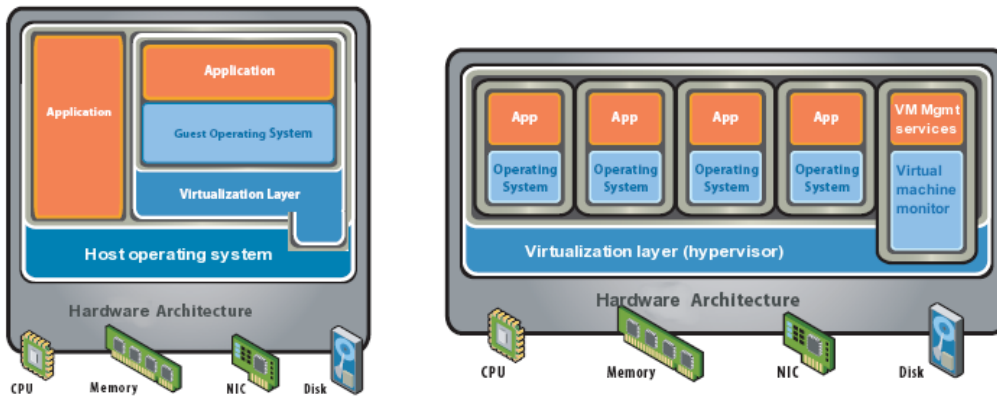 Application
Application
Guest Operating System
Virtualization Layer
Host operating system
Hardware Architecture
CPU
Memory
NIC
Disk
App
App
App
App
VM Mgmt
services
Operating
System
Operating
System
Operating
System
Operating
System
Virtual
machine
monitor
Virtualization layer (hypervisor)
Hardware Architecture
CPU
Memory
NIC
Disk